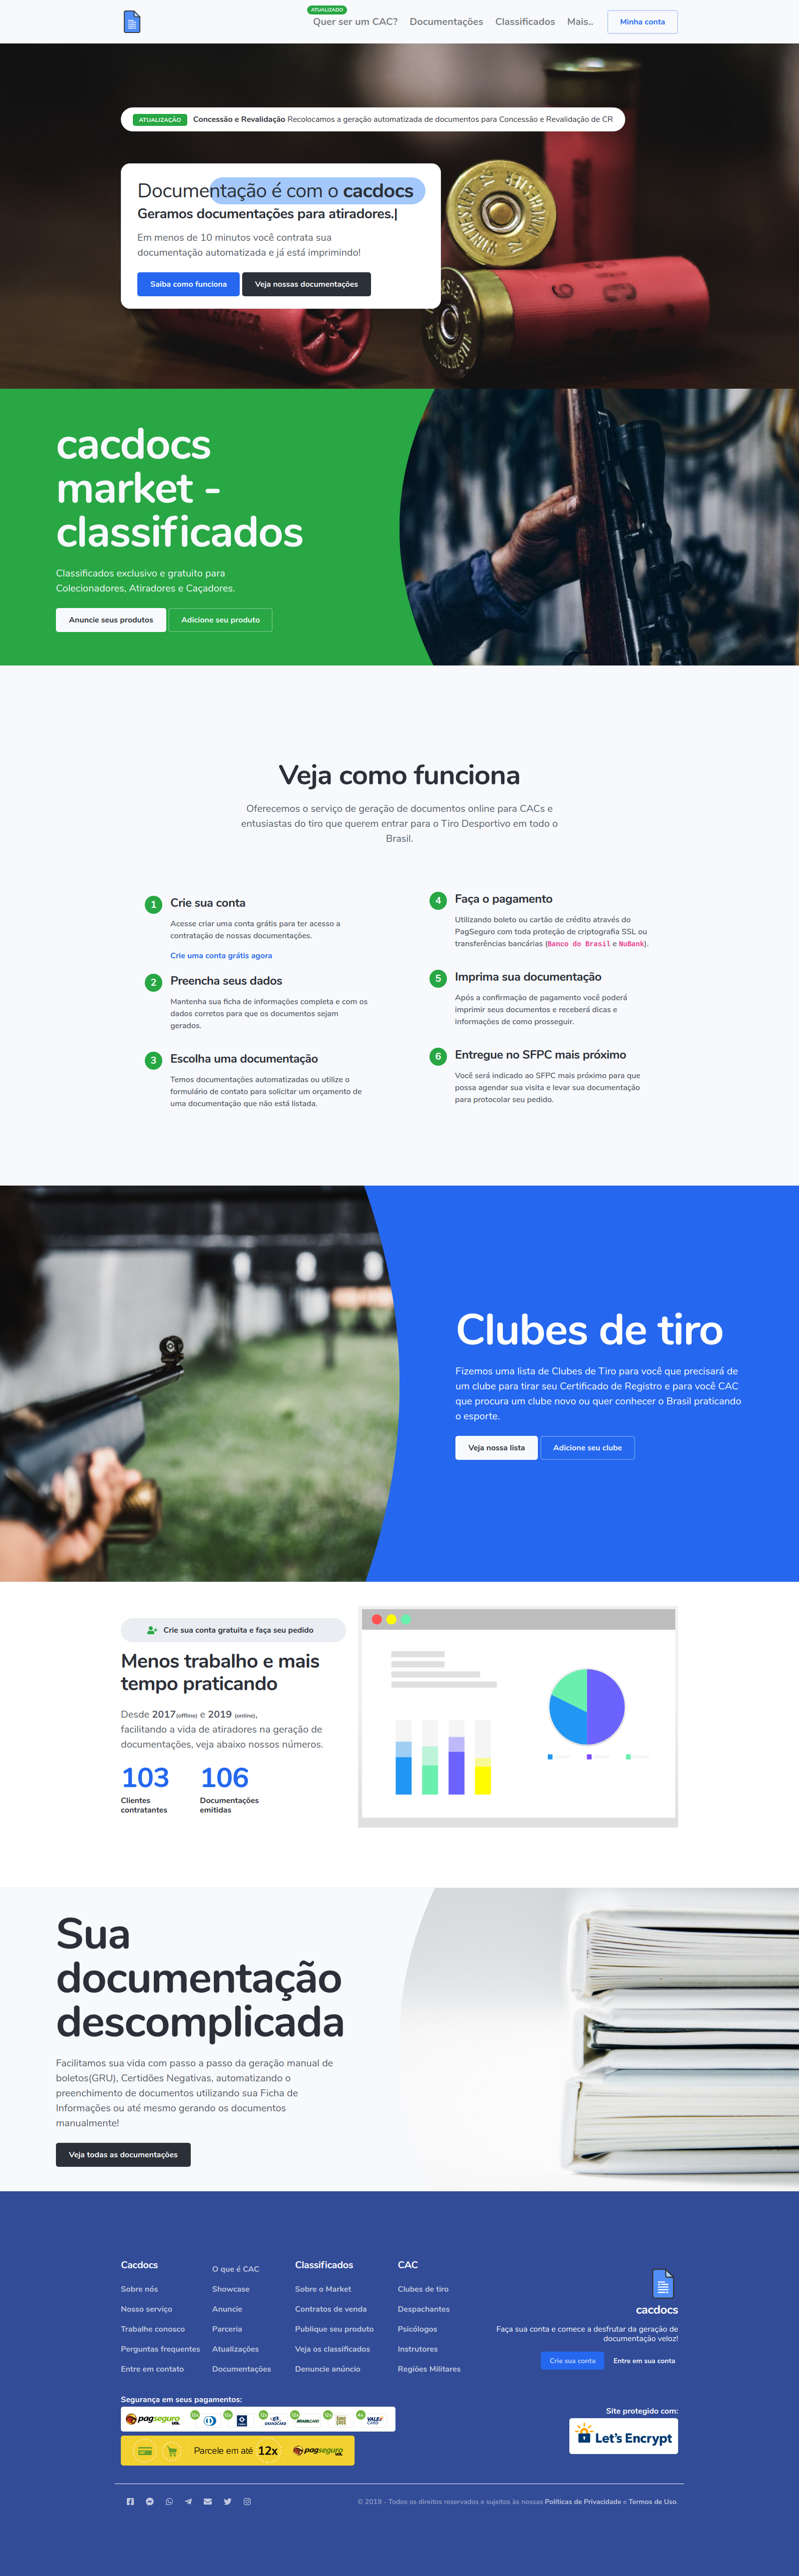 ATUALIZADO
Quer ser um CAC?
Documentações
Classificados
Mais..
Minha conta
ATUALIZAÇÃO Concessão e Revalidação Recolocamos a geração automatizada de documentos para Concessão e Revalidação de CR
Documentação é com o cacdocs
Geramos documentações para atiradores.|
Em menos de 10 minutos você contrata sua
documentação automatizada e já está imprimindo!
Saiba como funciona
Veja nossas documentações
cacdocs
market -
classificados
Classificados exclusivo e gratuito para
Colecionadores, Atiradores e Caçadores.
Anuncie seus produtos
Adicione seu produto
Veja como funciona
Oferecemos o serviço de geração de documentos online para CACs e
entusiastas do tiro que querem entrar para o Tiro Desportivo em todo o
Brasil.
1 Crie sua conta
Acesse criar uma conta grátis para ter acesso a
contratação de nossas documentações.
Crie uma conta grátis agora
2 Preencha seus dados
Mantenha sua ficha de informações completa e com os
dados corretos para que os documentos sejam
gerados.
3 Escolha uma documentação
Temos documentações automatizadas ou utilize o
formulário de contato para solicitar um orçamento de
uma documentação que não está listada.
4 Faça o pagamento
Utilizando boleto ou cartão de crédito através do
PagSeguro com toda proteção de criptografia SSL ou
transferências bancárias (Banco do Brasil e NuBank).
5 Imprima sua documentação
Após a confirmação de pagamento você poderá
imprimir seus documentos e receberá dicas e
informações de como prosseguir.
6 Entregue no SFPC mais próximo
Você será indicado ao SFPC mais próximo para que
possa agendar sua visita e levar sua documentação
para protocolar seu pedido.
Clubes de tiro
Fizemos uma lista de Clubes de Tiro para você que precisará de
um clube para tirar seu Certificado de Registro e para você CAC
que procura um clube novo ou quer conhecer o Brasil praticando
o esporte.
Veja nossa lista
Adicione seu clube
Crie sua conta gratuita e faça seu pedido
Menos trabalho e mais
tempo praticando
Desde 2017(offline) e 2019 (online),
facilitando a vida de atiradores na geração de
documentações, veja abaixo nossos números.
103
Clientes
contratantes
106
Documentações
emitidas
Sua
documentação
descomplicada
Facilitamos sua vida com passo a passo da geração manual de
boletos(GRU), Certidões Negativas, automatizando o
preenchimento de documentos utilizando sua Ficha de
Informações ou até mesmo gerando os documentos
manualmente!
Veja todas as documentações
Cacdocs
Sobre nós
Nosso serviço
Trabalhe conosco
Perguntas frequentes
Entre em contato
O que é CAC
Showcase
Anuncie
Parceria
Atualizações
Documentações
Classificados
Sobre o Market
Contratos de venda
Publique seu produto
Veja os classificados
Denuncie anúncio
CAC
Clubes de tiro
Despachantes
Psicólogos
Instrutores
Regiões Militares
cacdocs
Faça sua conta e comece a desfrutar da geração de
documentação veloz!
Crie sua conta
Entre em sua conta
Segurança em seus pagamentos:
pagseguro
UOL
GRANDCARD
BRASILCARD
VALE CARD
Parcele em até 12x pagseguro
UOL
Site protegido com:
Let's Encrypt
© 2019 - Todos os direitos reservados e sujeitos às nossas Políticas de Privacidade e Termos de Uso.